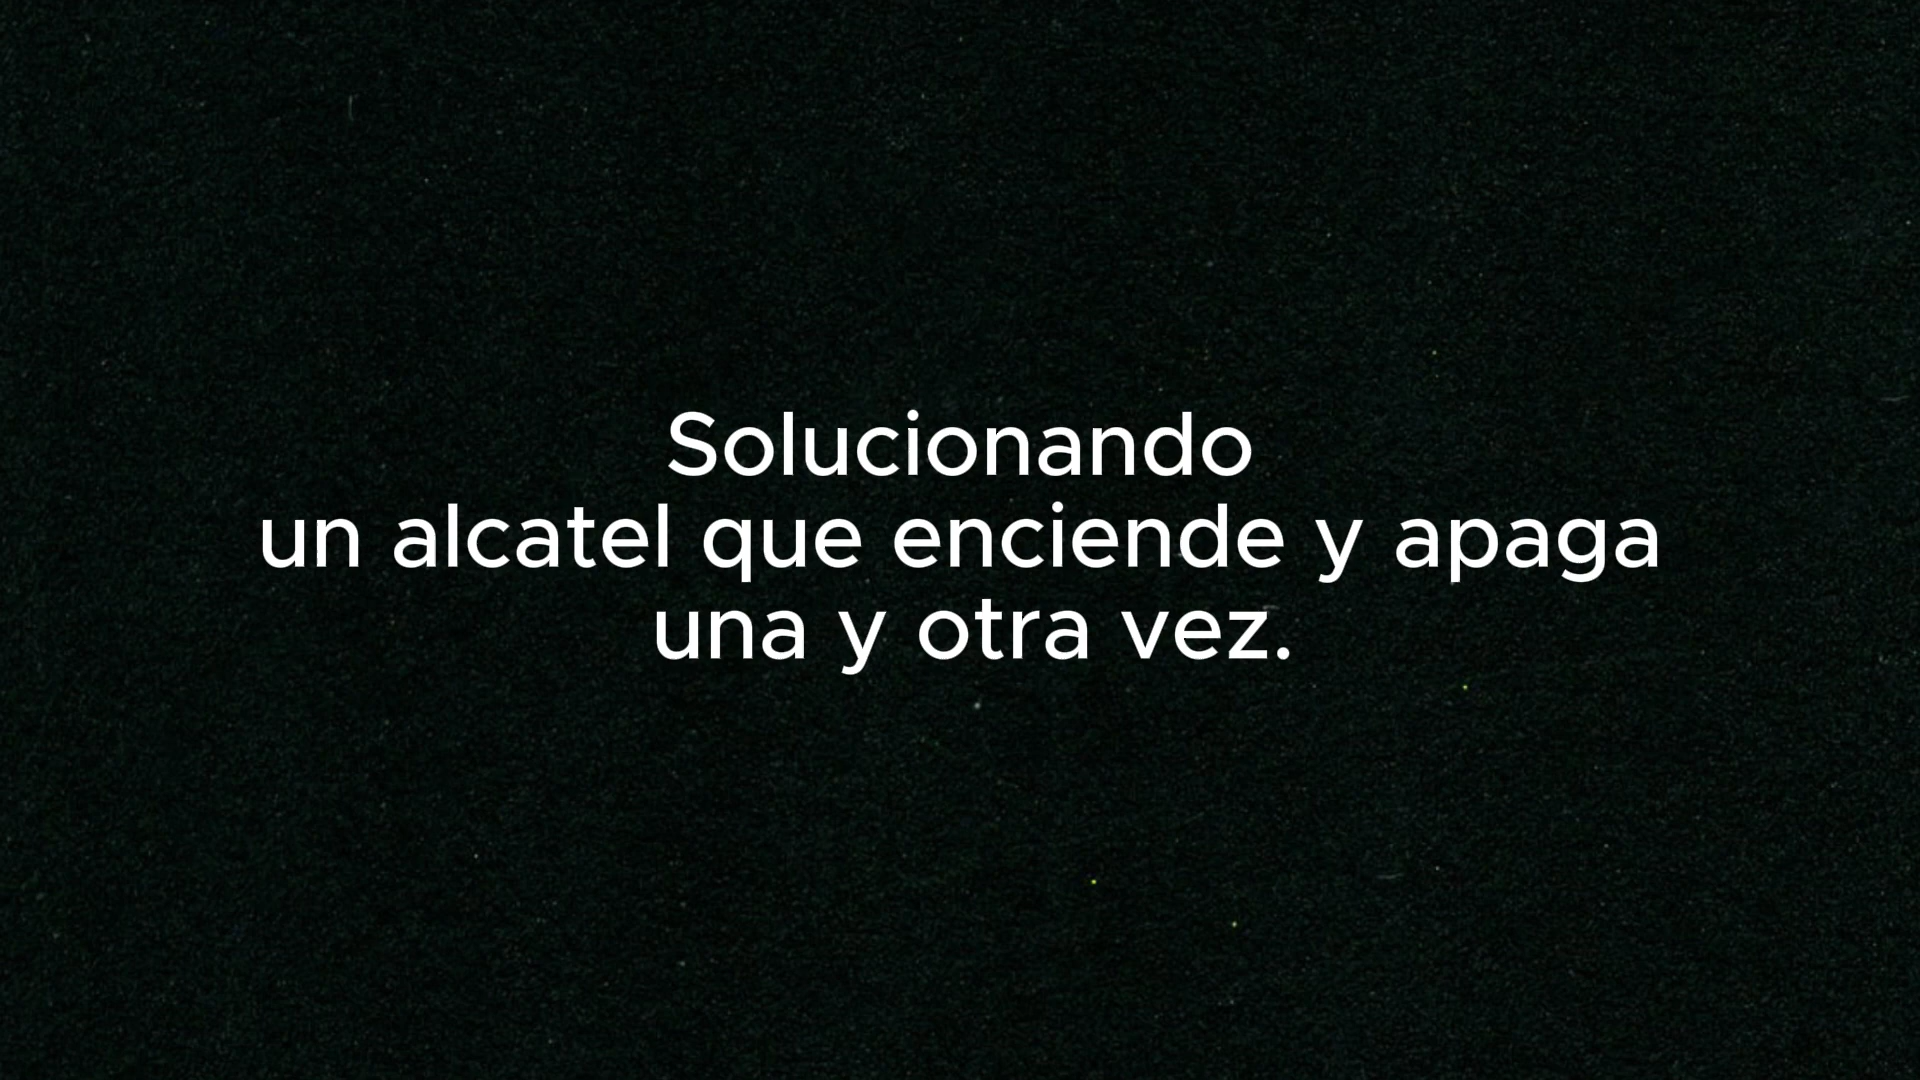 Solucionando
un alcatel que enciende y apaga
una y otra vez.